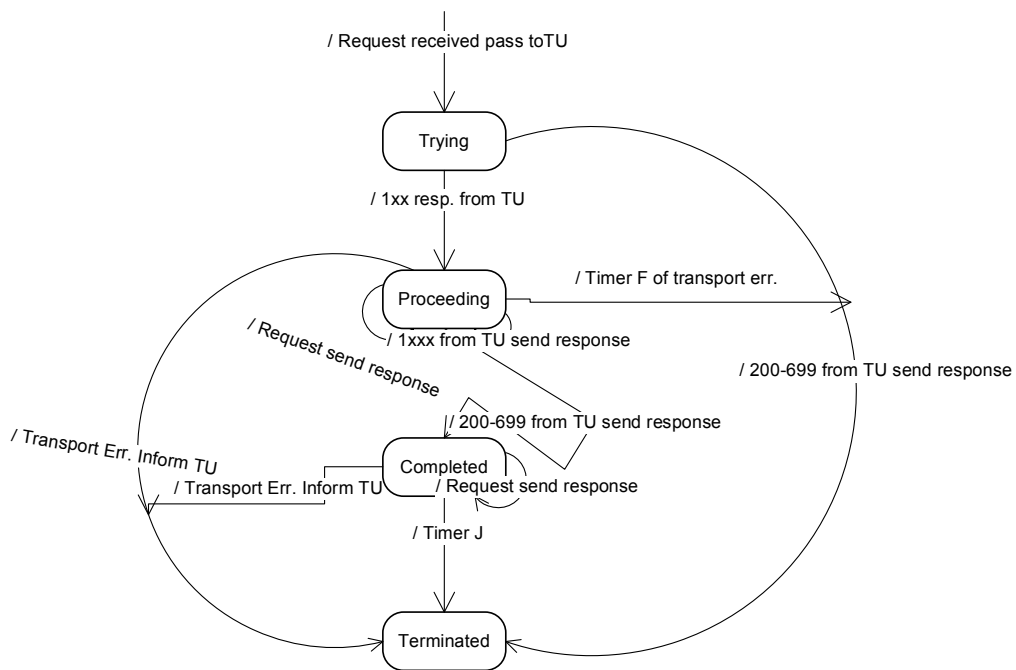 / Request received pass toTU
Trying
/ 1xx resp. from TU
/ Timer F of transport err.
Proceeding
/ 1xxx from TU send response
/ Request send response
/ 200-699 from TU send response
/ 200-699 from TU send response
/ Transport Err. Inform TU
Completed
/ Transport Err. Inform TU
/ Request send response
/ Timer J
Terminated